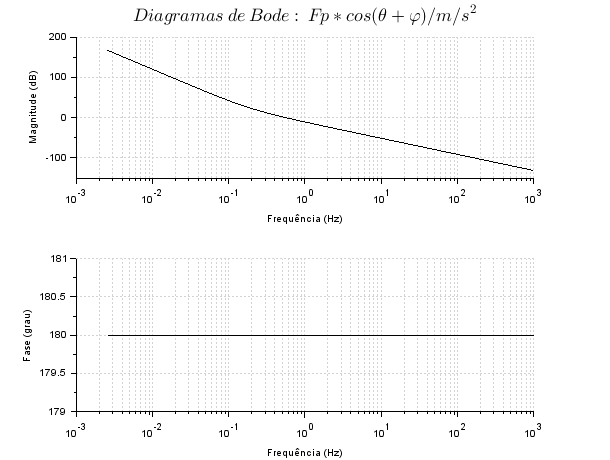 Diagramas de Bode : Fp ∗ cos(θ + φ)/m/s²
200
100
0
-100
Magnitude (dB)
10⁻³ 10⁻² 10⁻¹ 10⁰ 10¹ 10² 10³
Frequência (Hz)
181
180.5
180
179.5
179
Fase (grau)
10⁻³ 10⁻² 10⁻¹ 10⁰ 10¹ 10² 10³
Frequência (Hz)